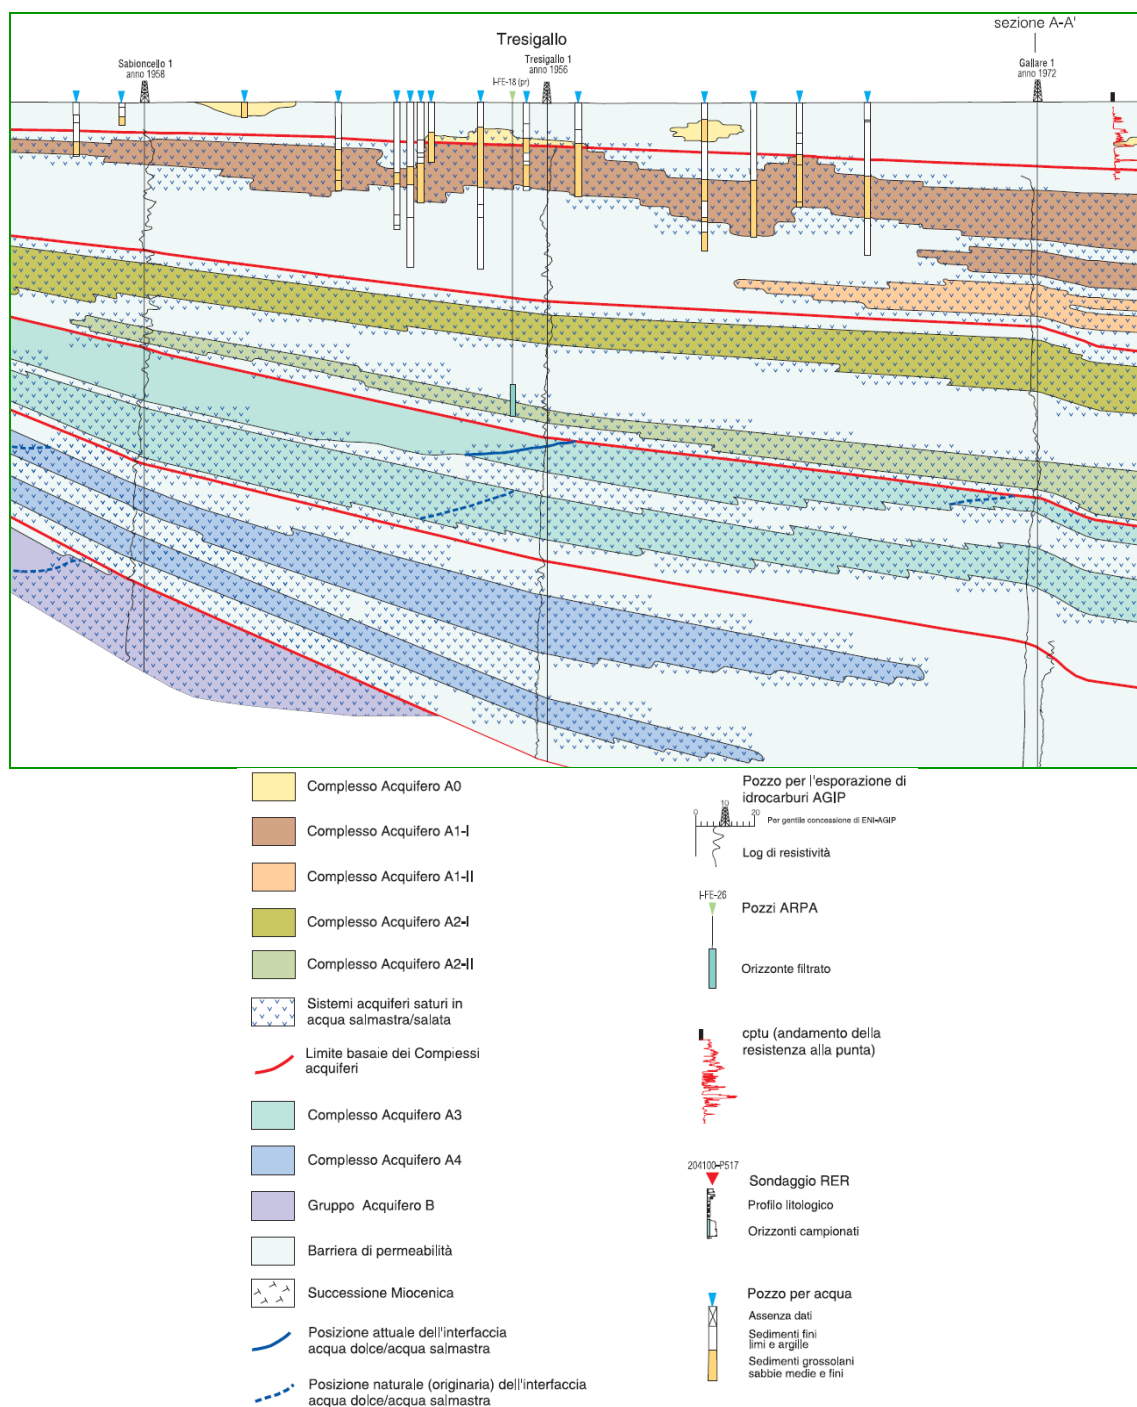 sezione A-A'
Tresigallo
Sabioncello 1
anno 1958
I-FE-18 (pr)
Tresigallo 1
anno 1956
Gallare 1
anno 1972
Complesso Acquifero A0
Complesso Acquifero A1-I
Complesso Acquifero A1-II
Complesso Acquifero A2-I
Complesso Acquifero A2-II
Sistemi acquiferi saturi in
acqua salmastra/salata
Limite basaie dei Compiessi
acquiferi
Complesso Acquifero A3
Complesso Acquifero A4
Gruppo Acquifero B
Barriera di permeabilità
Successione Miocenica
Posizione attuale dell'interfaccia
acqua dolce/acqua salmastra
Posizione naturale (originaria) dell'interfaccia
acqua dolce/acqua salmastra
Pozzo per l'esporazione di
idrocarburi AGIP
0 10 20
Per gentile concessione di ENI-AGIP
Log di resistività
I-FE-26
Pozzi ARPA
Orizzonte filtrato
cptu (andamento della
resistenza alla punta)
204100-P517
Sondaggio RER
Profilo litologico
Orizzonti campionati
Pozzo per acqua
Assenza dati
Sedimenti fini
limi e argille
Sedimenti grossolani
sabbie medie e fini